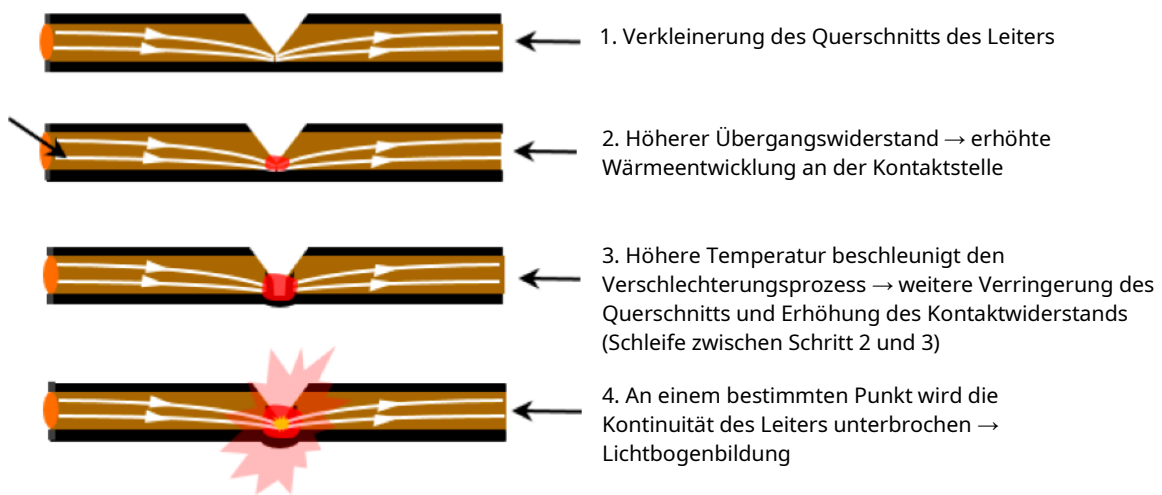 1. Verkleinerung des Querschnitts des Leiters
2. Höherer Übergangswiderstand → erhöhte
Wärmeentwicklung an der Kontaktstelle
3. Höhere Temperatur beschleunigt den
Verschlechterungsprozess → weitere Verringerung des
Querschnitts und Erhöhung des Kontaktwiderstands
(Schleife zwischen Schritt 2 und 3)
4. An einem bestimmten Punkt wird die
Kontinuität des Leiters unterbrochen →
Lichtbogenbildung